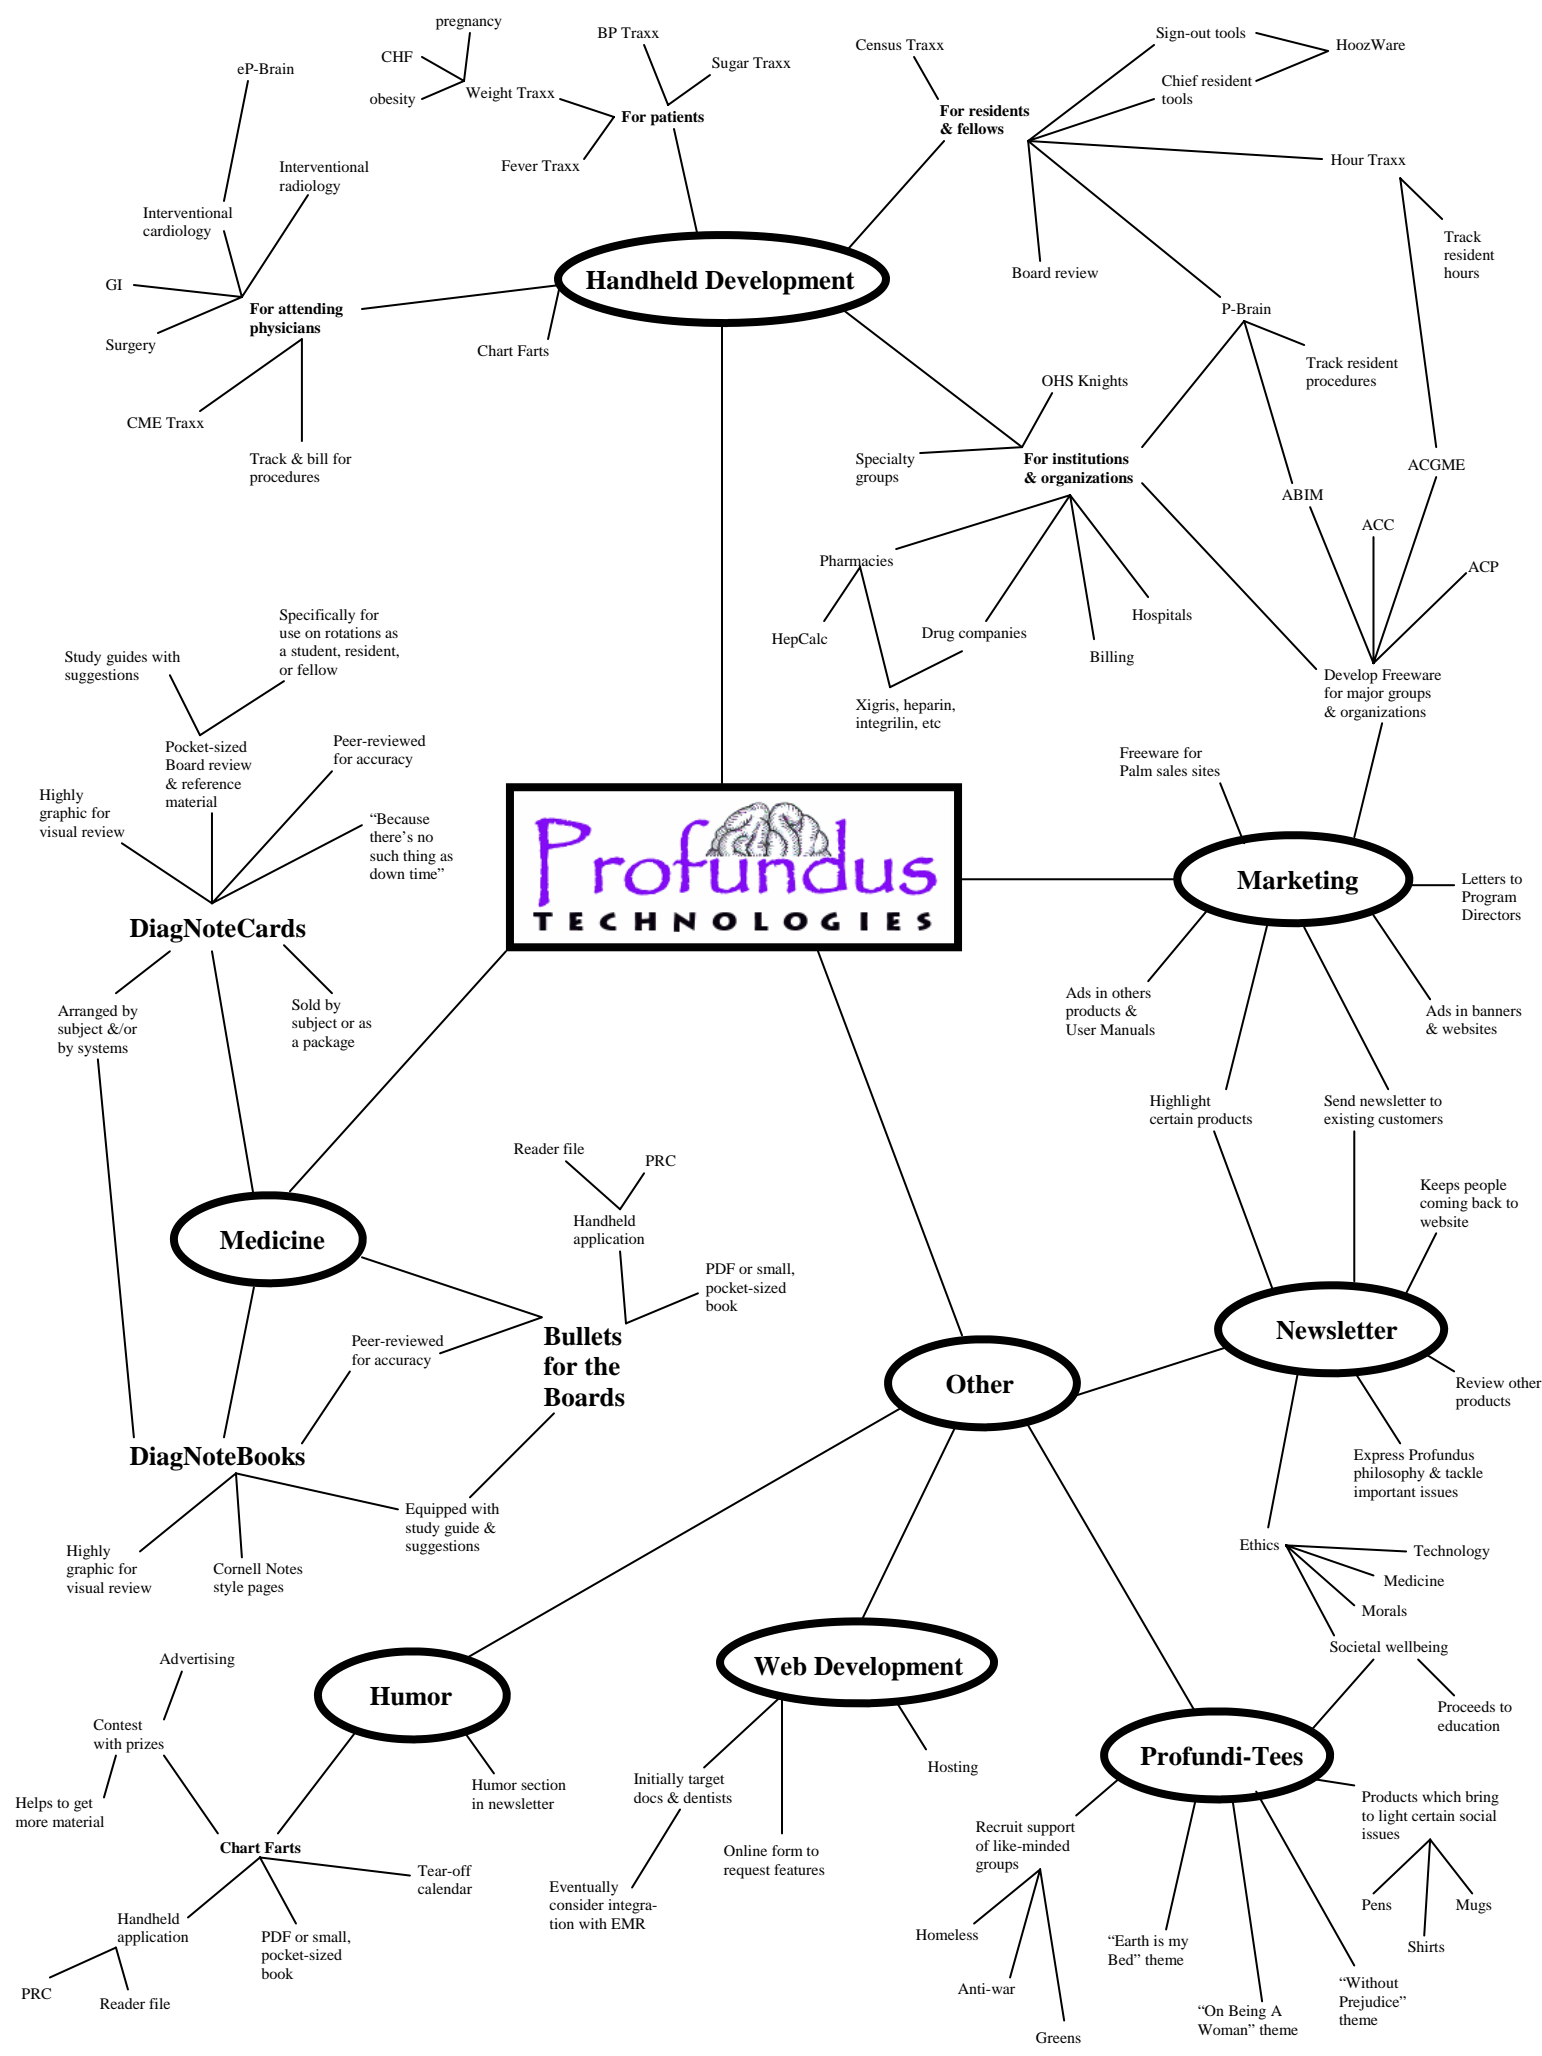 pregnancy
CHF
obesity
Weight Traxx
BP Traxx
Sugar Traxx
For patients
Fever Traxx
Census Traxx
For residents
& fellows
Sign-out tools
HoozWare
Chief resident
tools
Hour Traxx
Track
resident
hours
Board review
P-Brain
Track resident
procedures
eP-Brain
Interventional
radiology
Interventional
cardiology
GI
For attending
physicians
Surgery
CME Traxx
Track & bill for
procedures
Handheld Development
Chart Farts
OHS Knights
Specialty
groups
For institutions
& organizations
ACGME
ABIM
ACC
ACP
Pharmacies
HepCalc
Drug companies
Hospitals
Billing
Xigris, heparin,
integrilin, etc
Develop Freeware
for major groups
& organizations
Specifically for
use on rotations as
a student, resident,
or fellow
Study guides with
suggestions
Pocket-sized
Board review
& reference
material
Peer-reviewed
for accuracy
Highly
graphic for
visual review
“Because
there’s no
such thing as
down time”
DiagNoteCards
Arranged by
subject &/or
by systems
Sold by
subject or as
a package
Profundus
TECHNOLOGIES
Freeware for
Palm sales sites
Marketing
Letters to
Program
Directors
Ads in others
products &
User Manuals
Ads in banners
& websites
Highlight
certain products
Send newsletter to
existing customers
Keeps people
coming back to
website
Newsletter
Review other
products
Express Profundus
philosophy & tackle
important issues
Ethics
Technology
Medicine
Morals
Societal wellbeing
Proceeds to
education
Medicine
Reader file
PRC
Handheld
application
PDF or small,
pocket-sized
book
Bullets
for the
Boards
Peer-reviewed
for accuracy
DiagNoteBooks
Equipped with
study guide &
suggestions
Highly
graphic for
visual review
Cornell Notes
style pages
Other
Humor
Advertising
Contest
with prizes
Helps to get
more material
Humor section
in newsletter
Chart Farts
Tear-off
calendar
Handheld
application
PDF or small,
pocket-sized
book
PRC
Reader file
Web Development
Initially target
docs & dentists
Hosting
Online form to
request features
Eventually
consider integra-
tion with EMR
Profundi-Tees
Recruit support
of like-minded
groups
Homeless
Anti-war
Greens
“Earth is my
Bed” theme
“On Being A
Woman” theme
“Without
Prejudice”
theme
Products which bring
to light certain social
issues
Pens
Mugs
Shirts